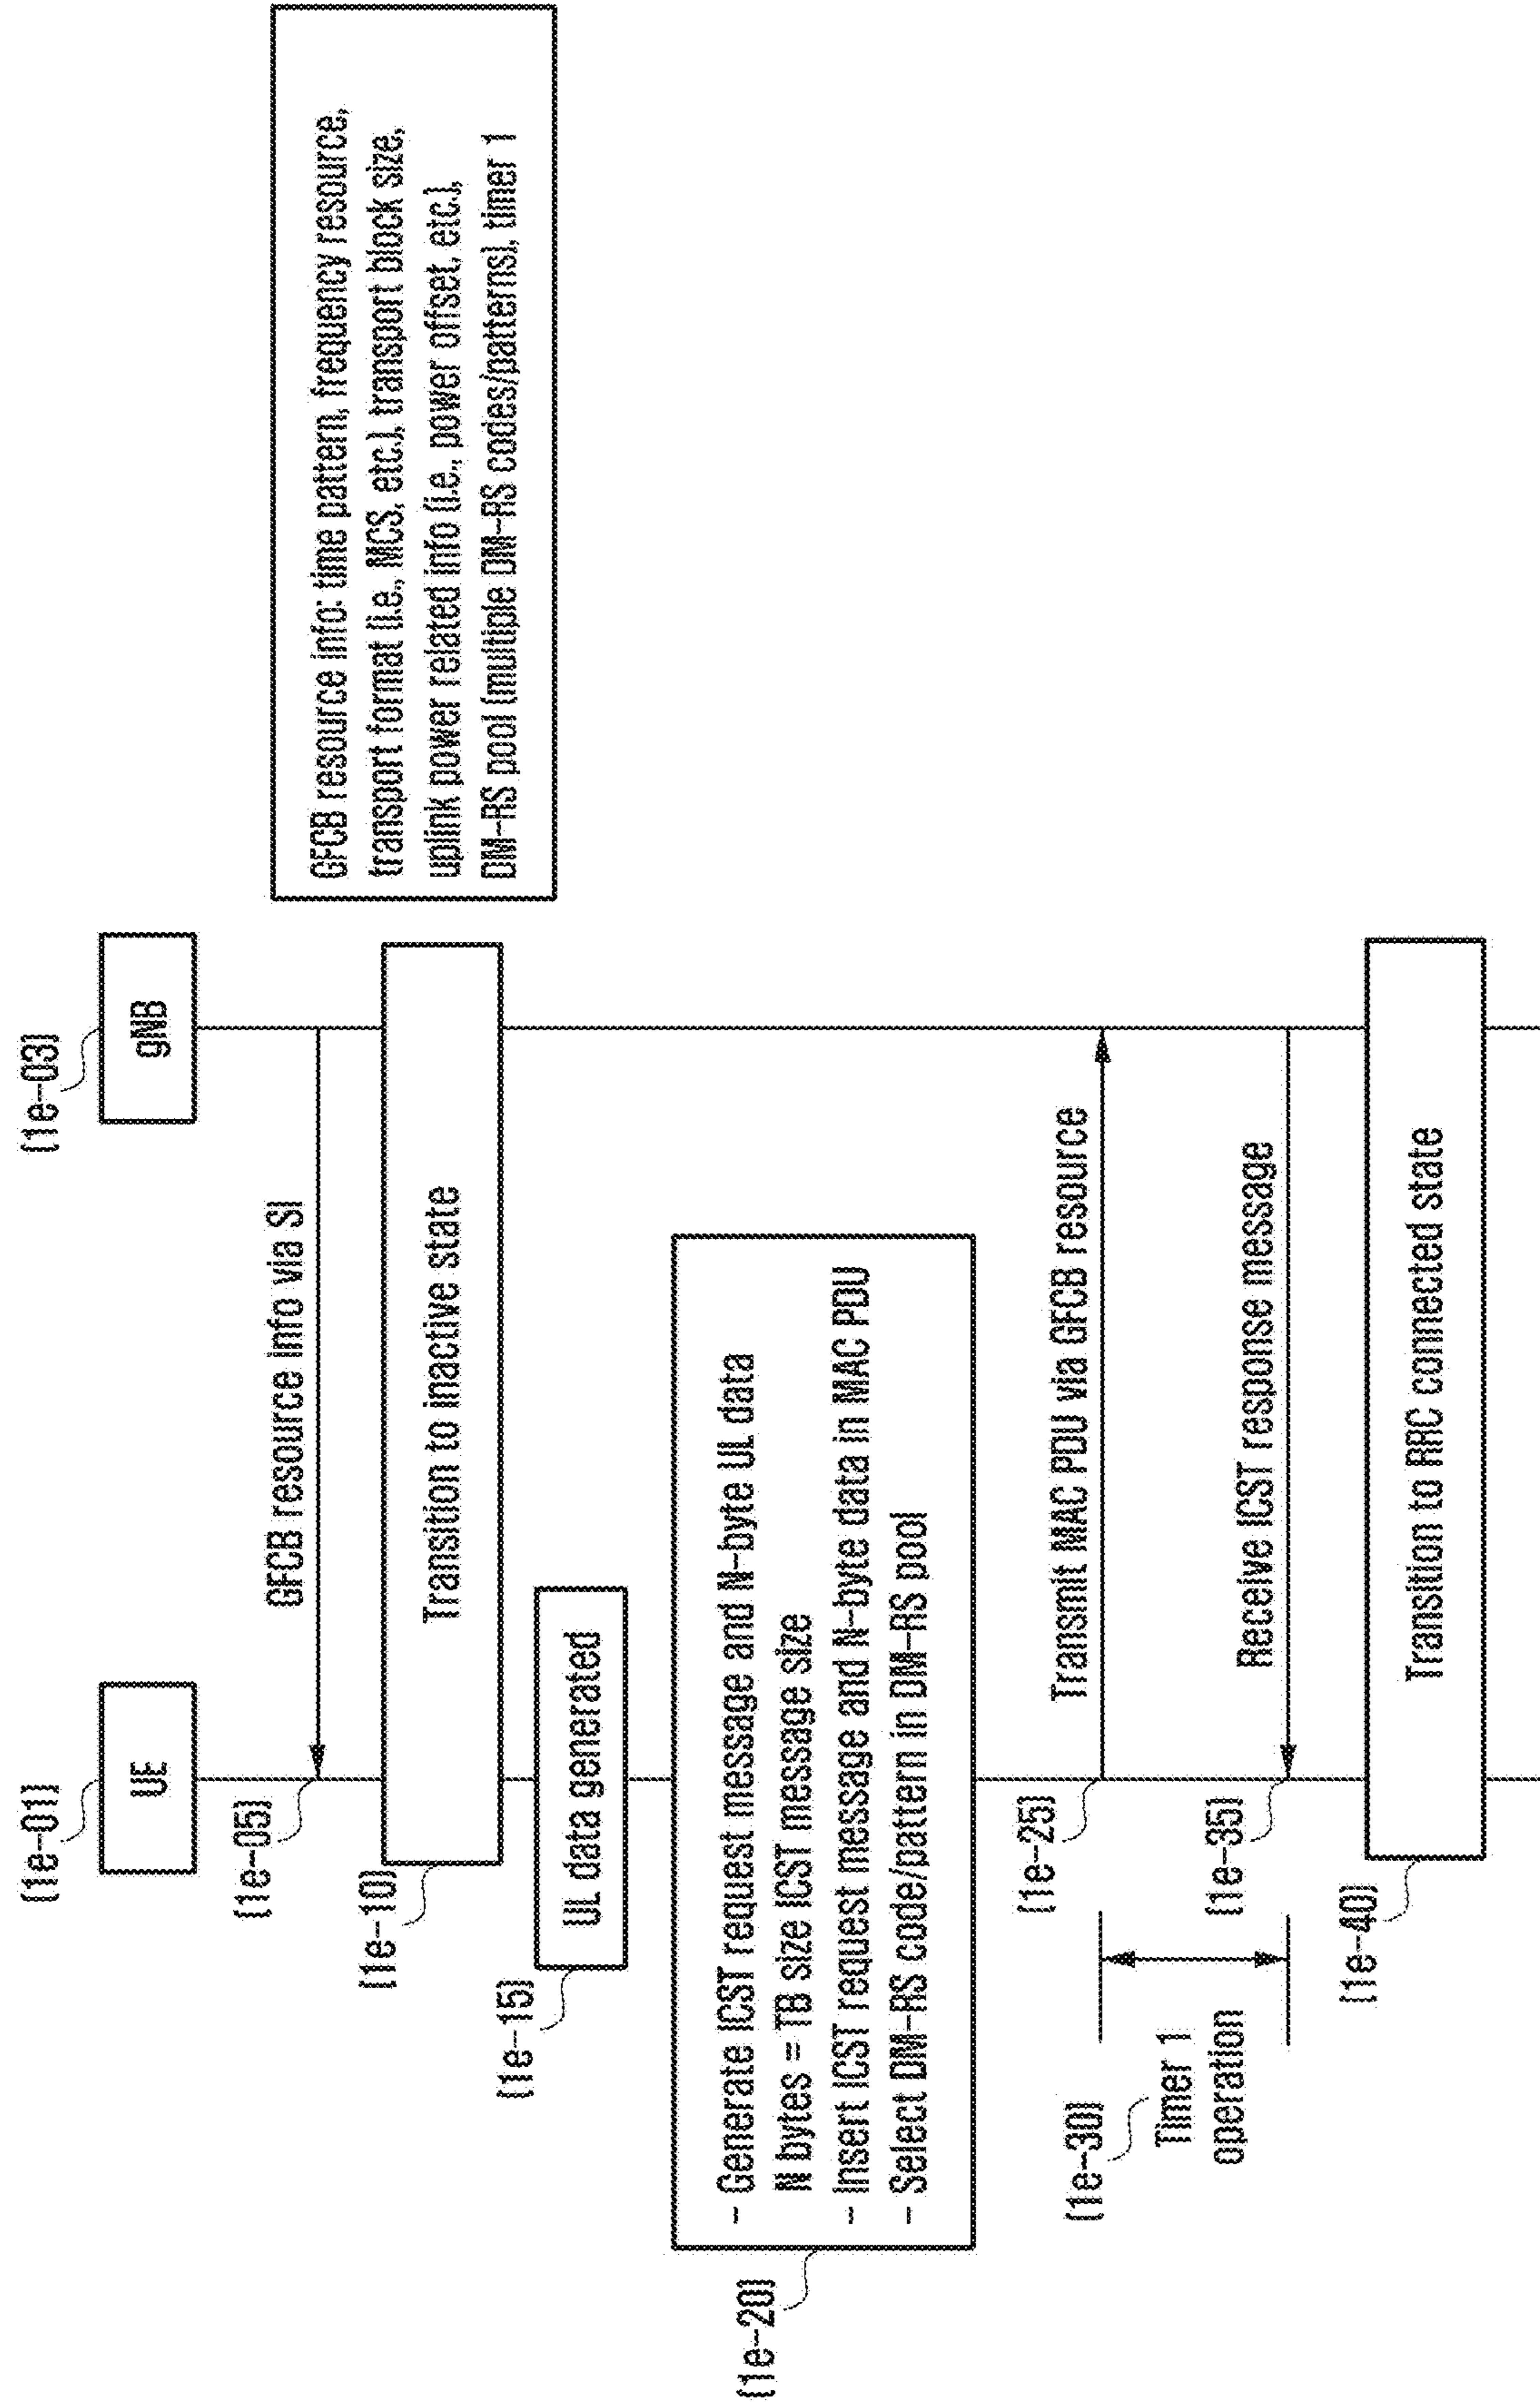 (1e-01)
UE
(1e-03)
gNB
(1e-05)
GFCB resource info via SI
GFCB resource info: time pattern, frequency resource,
transport format (i.e., MCS, etc.), transport block size,
uplink power related info (i.e., power offset, etc.),
DM-RS pool (multiple DM-RS codes/patterns), timer 1
(1e-10)
Transition to inactive state
(1e-15)
UL data generated
(1e-20)
- Generate ICST request message and N-byte UL data
N bytes = TB size ICST message size
- Insert ICST request message and N-byte data in MAC PDU
- Select DM-RS code/pattern in DM-RS pool
(1e-25)
Transmit MAC PDU via GFCB resource
(1e-30)
Timer 1
operation
(1e-35)
Receive ICST response message
(1e-40)
Transition to RRC connected state